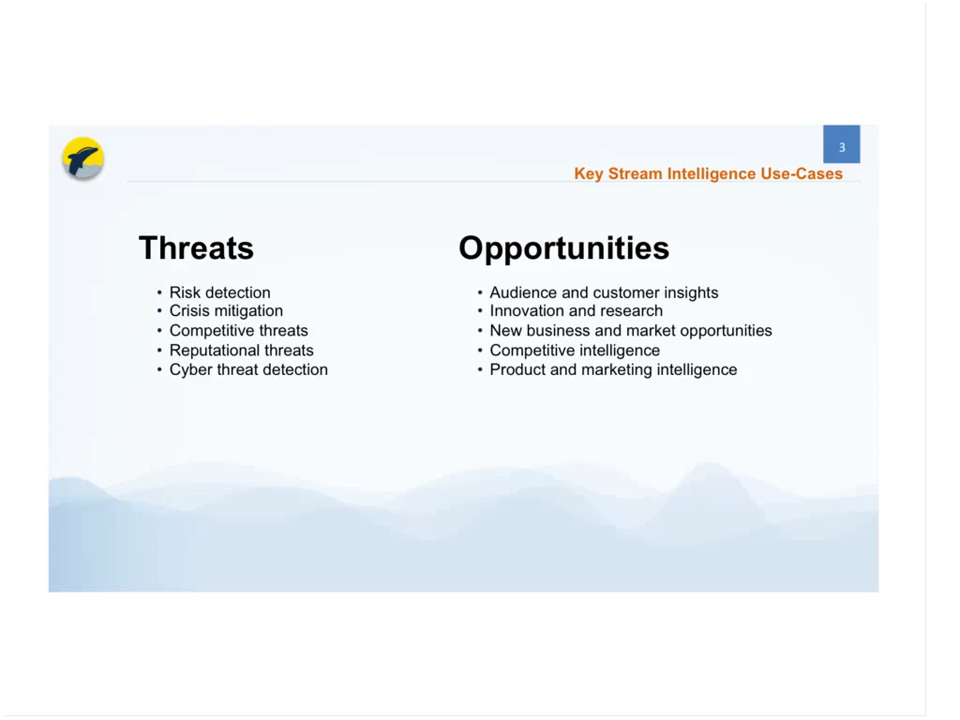 3
Key Stream Intelligence Use-Cases
Threats
• Risk detection
• Crisis mitigation
• Competitive threats
• Reputational threats
• Cyber threat detection
Opportunities
• Audience and customer insights
• Innovation and research
• New business and market opportunities
• Competitive intelligence
• Product and marketing intelligence